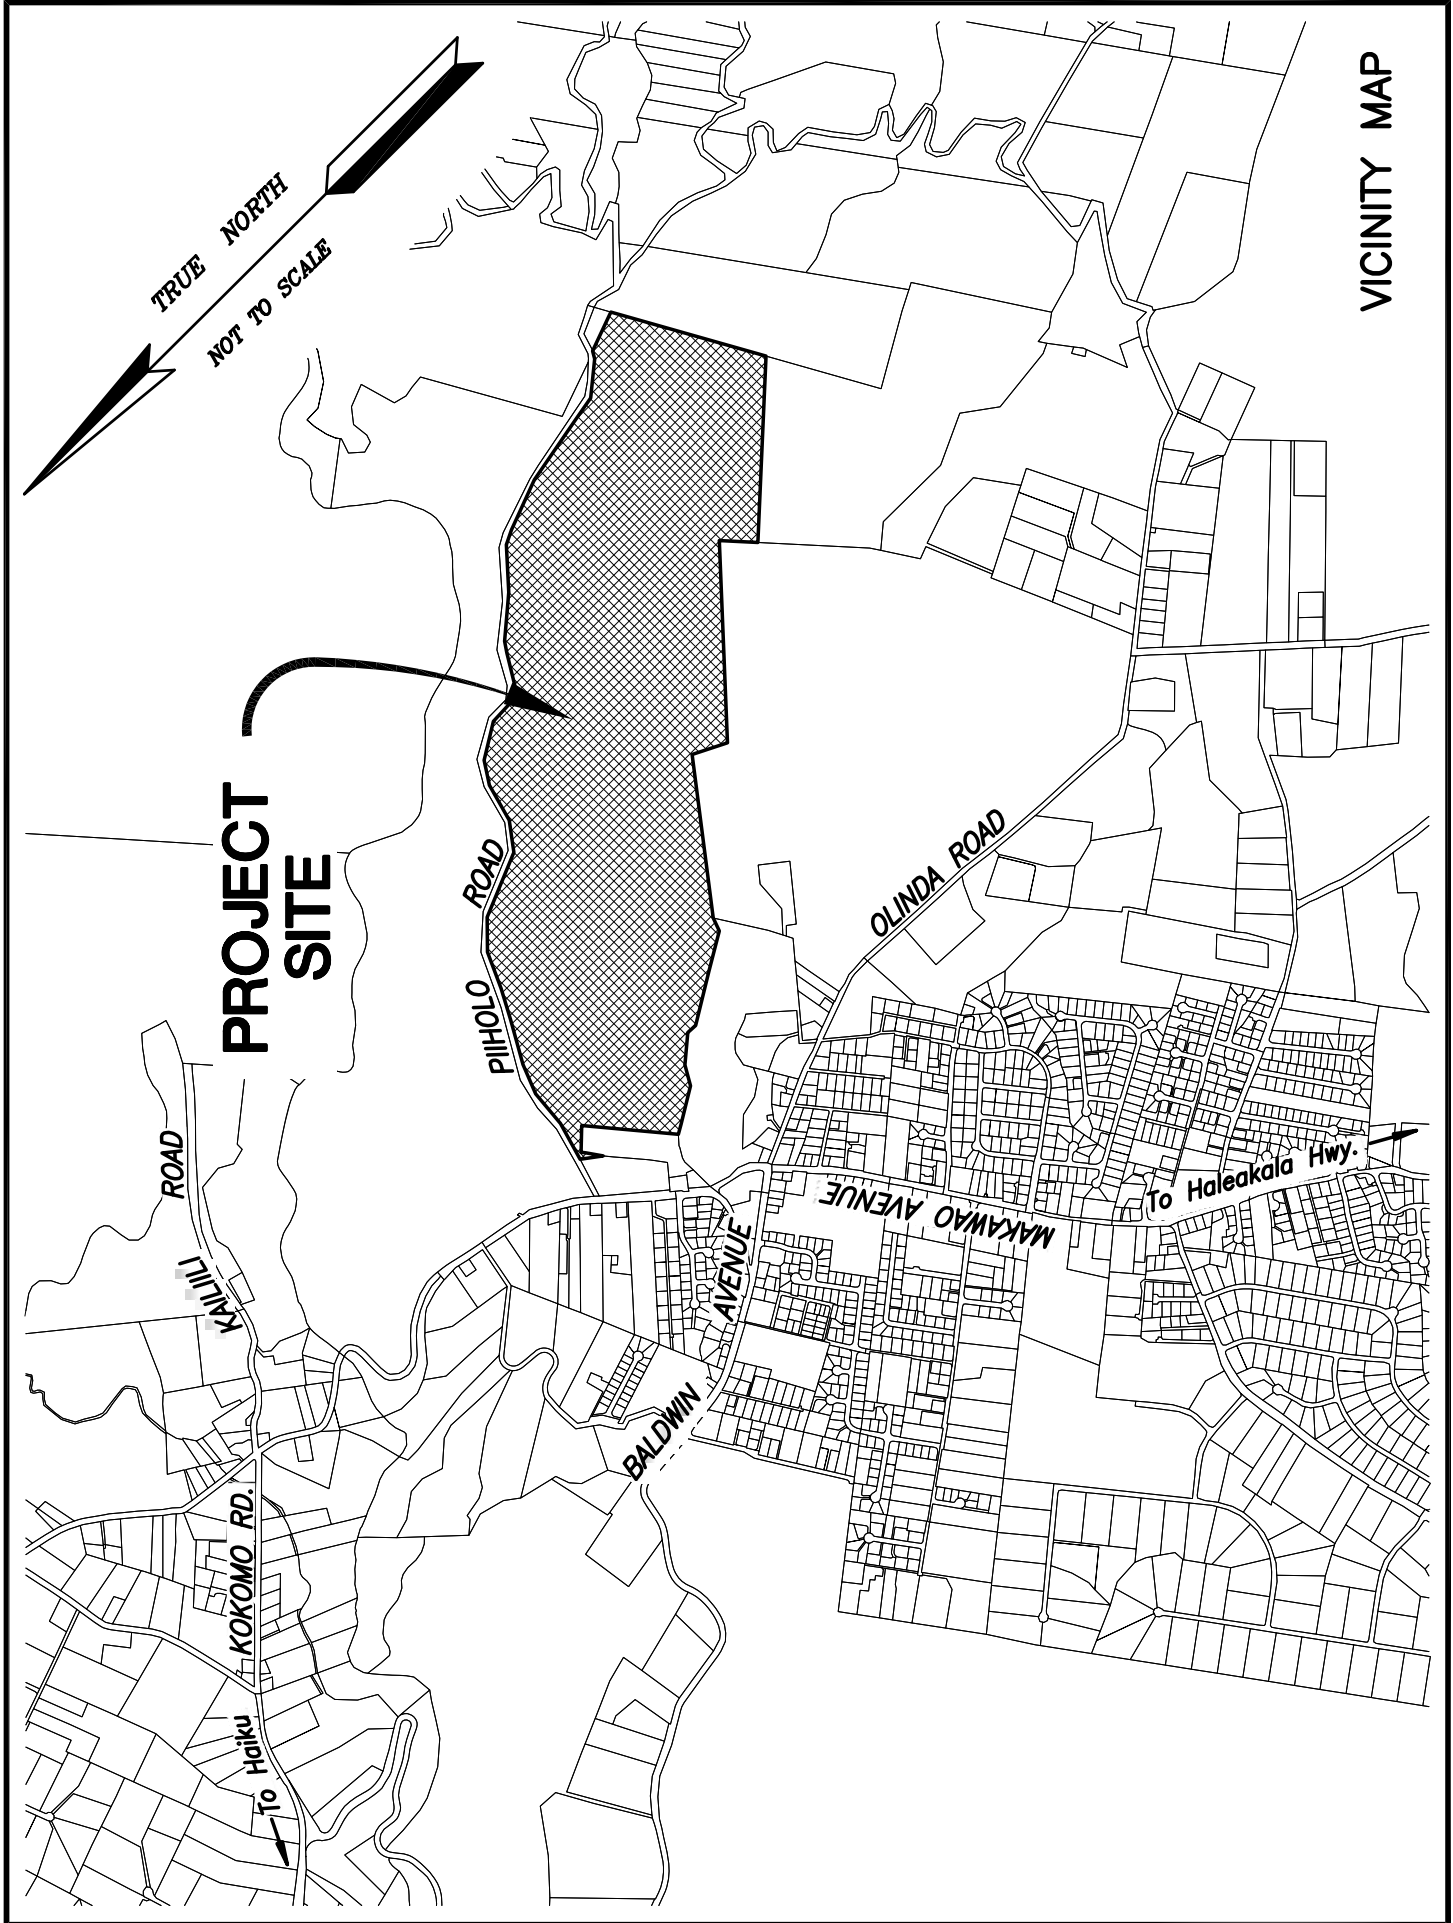 VICINITY MAP
TRUE NORTH
NOT TO SCALE
PROJECT
SITE
PIIHOLO ROAD
OLINDA ROAD
KAILIILI ROAD
MAKAWAO AVENUE
To Haleakala Hwy.
BALDWIN AVENUE
KOKOMO RD.
To Haiku